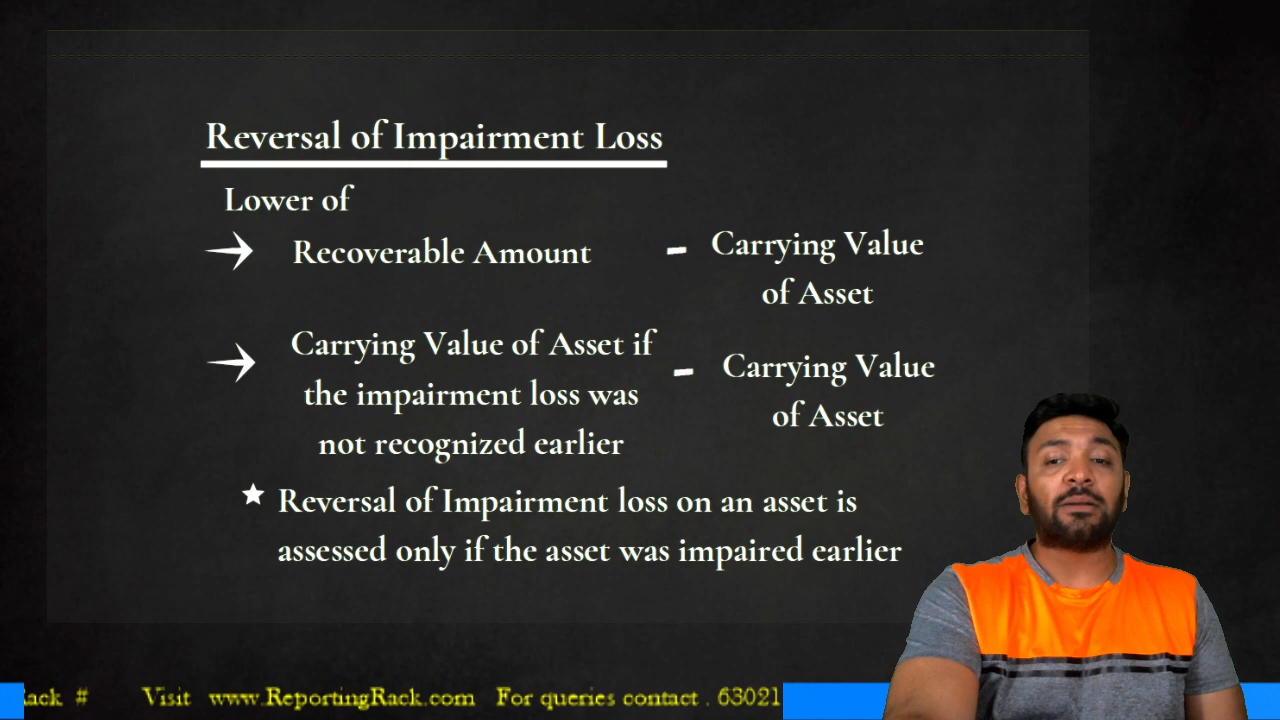 Reversal of Impairment Loss
Lower of
→ Recoverable Amount - Carrying Value
of Asset
→ Carrying Value of Asset if
the impairment loss was
not recognized earlier
- Carrying Value
of Asset
★ Reversal of Impairment loss on an asset is
assessed only if the asset was impaired earlier
ack # Visit www.ReportingRack.com For queries contact . 63021